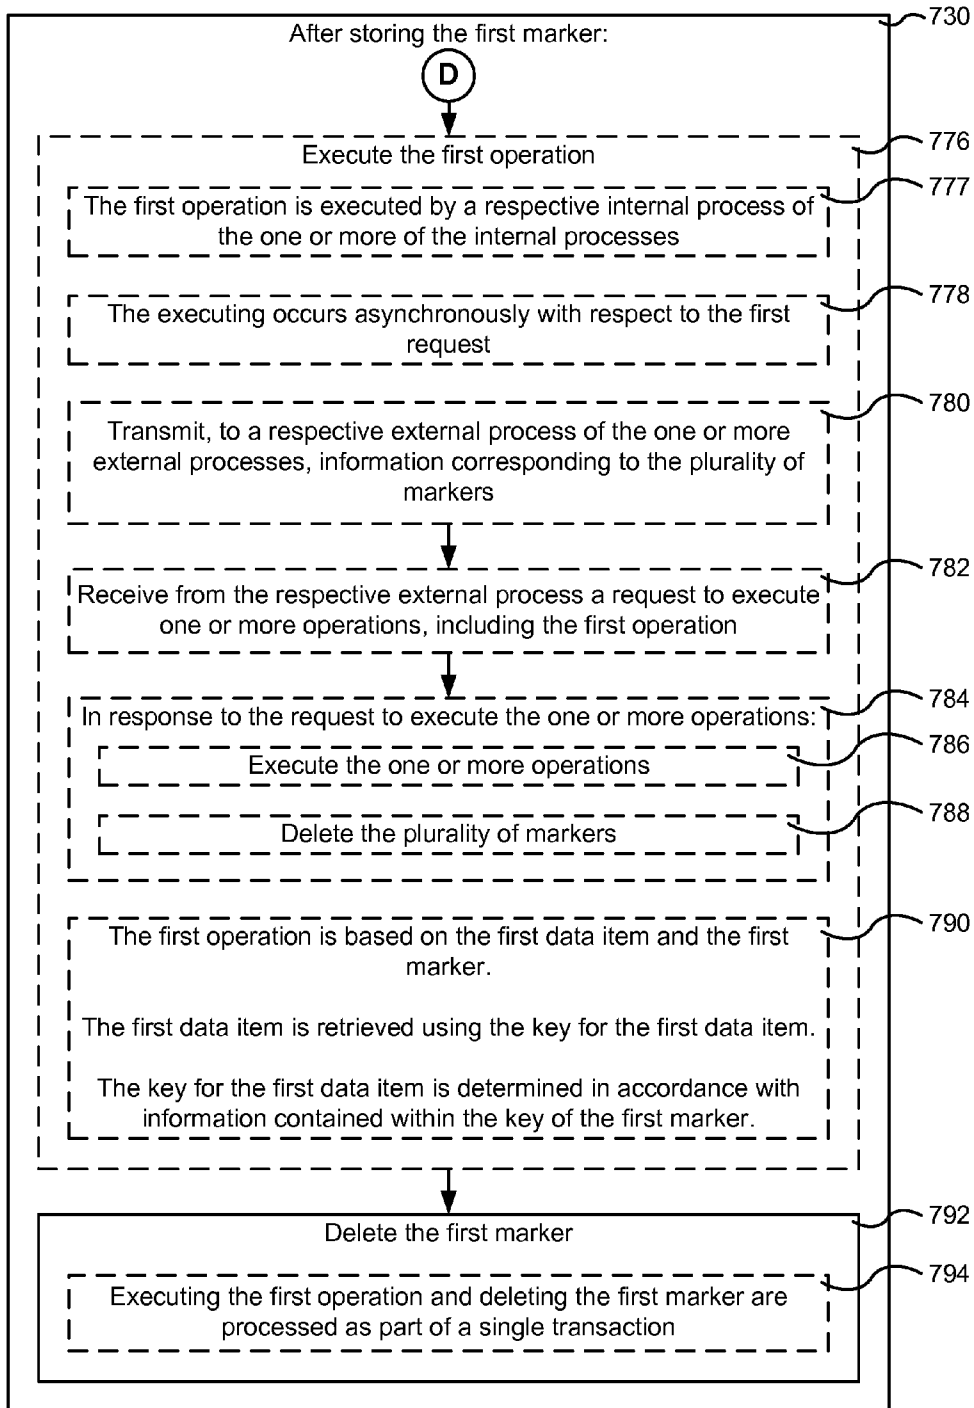 730
After storing the first marker:
D
776
Execute the first operation
777
The first operation is executed by a respective internal process of
the one or more of the internal processes
778
The executing occurs asynchronously with respect to the first
request
780
Transmit, to a respective external process of the one or more
external processes, information corresponding to the plurality of
markers
782
Receive from the respective external process a request to execute
one or more operations, including the first operation
784
In response to the request to execute the one or more operations:
786
Execute the one or more operations
788
Delete the plurality of markers
790
The first operation is based on the first data item and the first
marker.
The first data item is retrieved using the key for the first data item.
The key for the first data item is determined in accordance with
information contained within the key of the first marker.
792
Delete the first marker
794
Executing the first operation and deleting the first marker are
processed as part of a single transaction